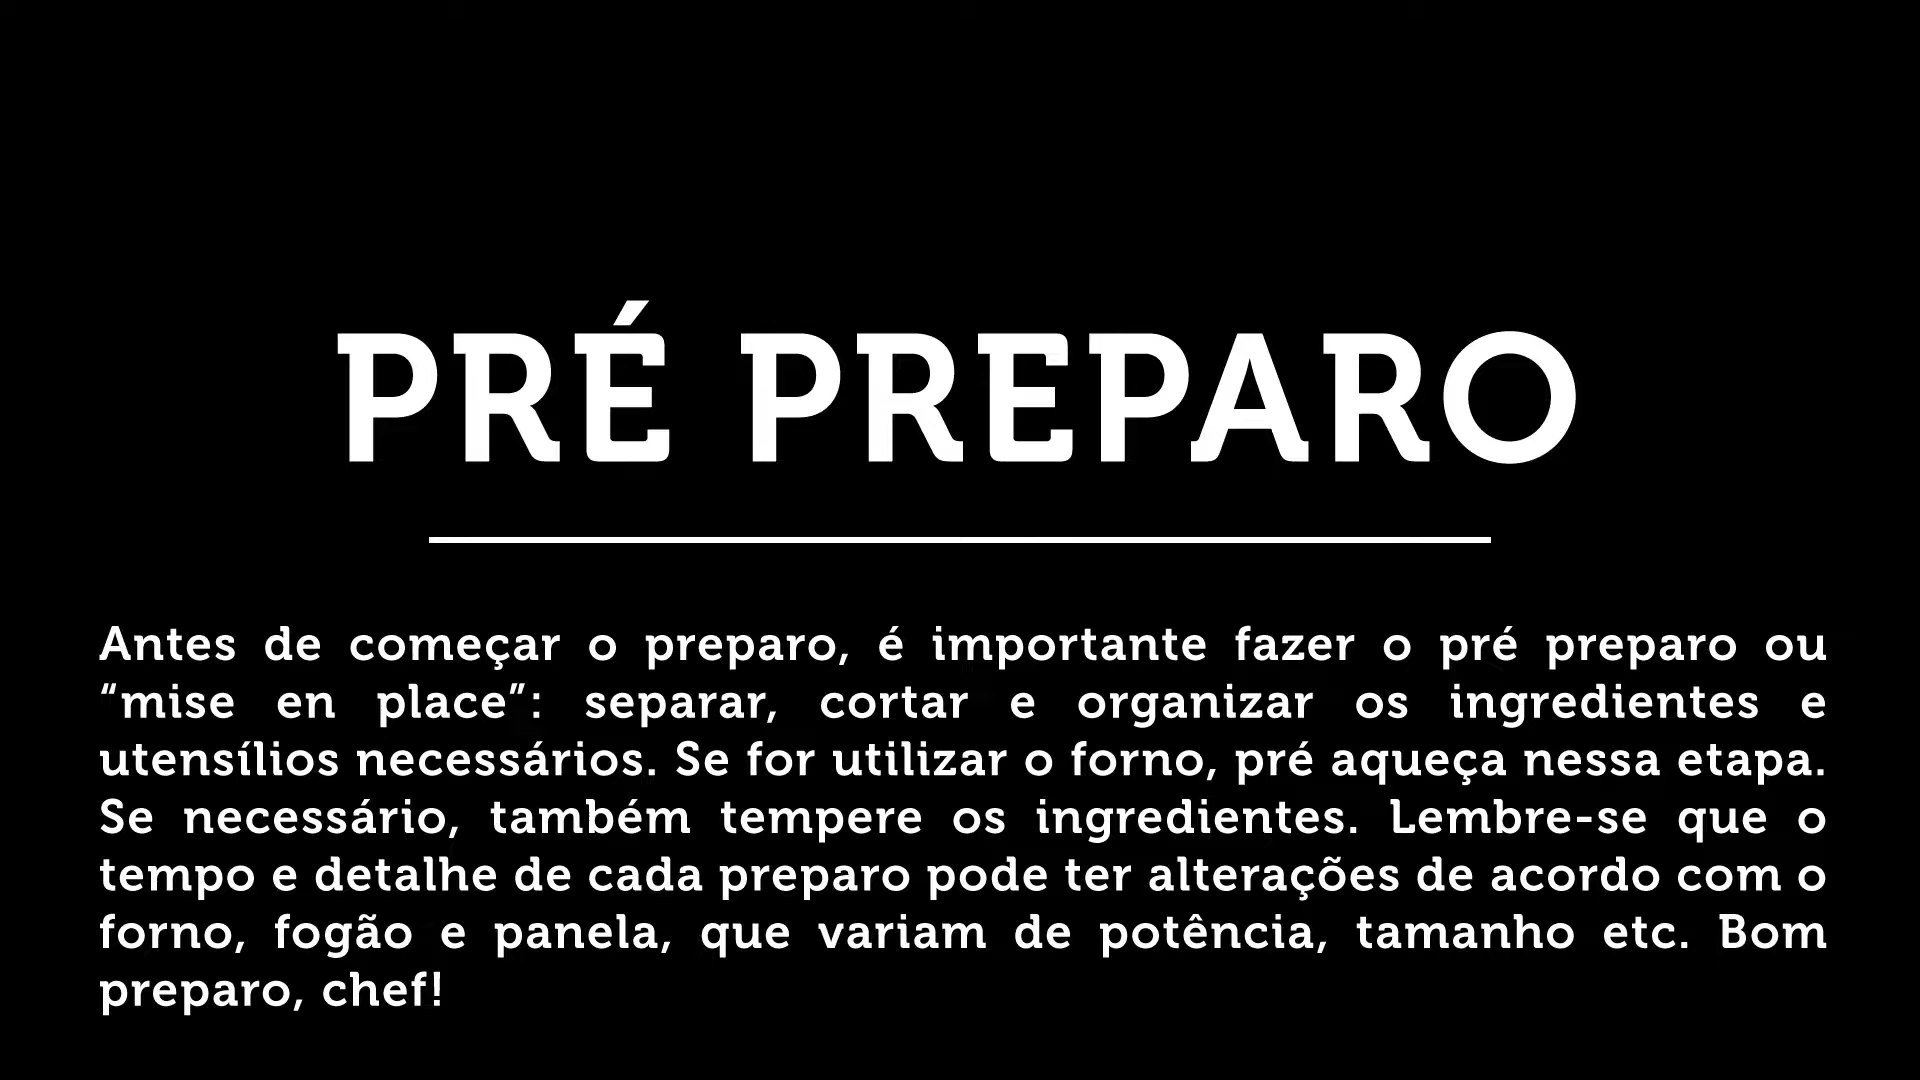 PRÉ PREPARO
Antes de começar o preparo, é importante fazer o pré preparo ou
“mise en place”: separar, cortar e organizar os ingredientes e
utensílios necessários. Se for utilizar o forno, pré aqueça nessa etapa.
Se necessário, também tempere os ingredientes. Lembre-se que o
tempo e detalhe de cada preparo pode ter alterações de acordo com o
forno, fogão e panela, que variam de potência, tamanho etc. Bom
preparo, chef!